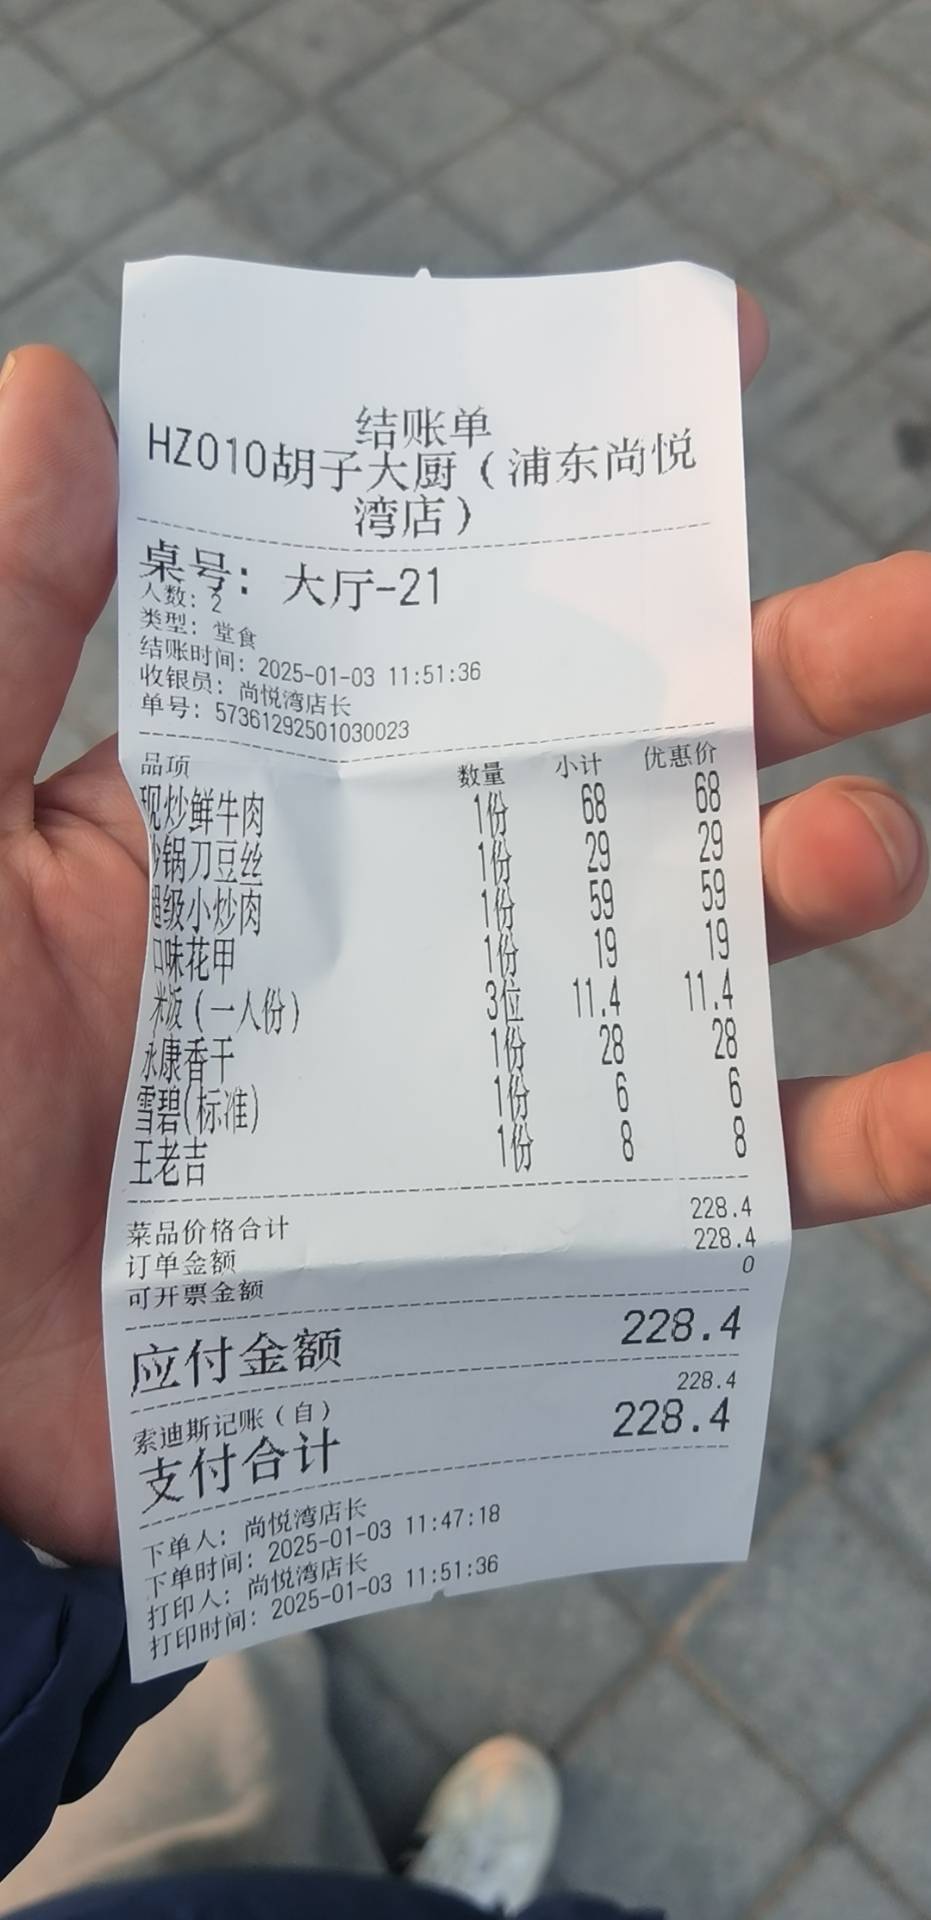 结账单
HZ010胡子大厨（浦东尚悦
湾店）
桌号： 大厅-21
人数：2
类型：堂食
结账时间：2025-01-03 11:51:36
收银员：尚悦湾店长
单号：57361292501030023
品项 数量 小计 优惠价
现炒鲜牛肉 1份 68 68
砂锅刀豆丝 1份 29 29
超级小炒肉 1份 59 59
口味花甲 1份 19 19
米饭（一人份） 3位 11.4 11.4
永康香干 1份 28 28
雪碧(标准) 1份 6 6
王老吉 1份 8 8
菜品价格合计 228.4
订单金额 228.4
可开票金额 0
应付金额 228.4
索迪斯记账（自） 228.4
支付合计 228.4
下单人：尚悦湾店长
下单时间：2025-01-03 11:47:18
打印人：尚悦湾店长
打印时间：2025-01-03 11:51:36